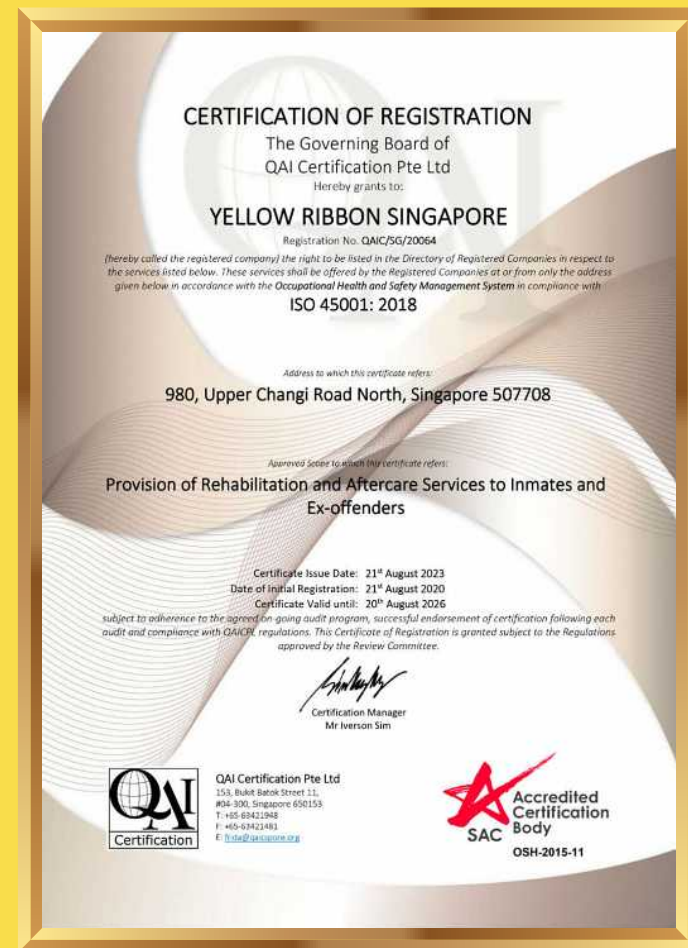 CERTIFICATION OF REGISTRATION
The Governing Board of
QAI Certification Pte Ltd
Hereby grants to:
YELLOW RIBBON SINGAPORE
Registration No. QAIC/SG/20064
(hereby called the registered company) the right to be listed in the Directory of Registered Companies in respect to
the services listed below. These services shall be offered by the Registered Companies at or from only the address
given below in accordance with the Occupational Health and Safety Management System in compliance with
ISO 45001: 2018
Address to which this certificate refers:
980, Upper Changi Road North, Singapore 507708
Approved Scope to which this certificate refers:
Provision of Rehabilitation and Aftercare Services to Inmates and
Ex-offenders
Certificate Issue Date: 21st August 2023
Date of Initial Registration: 21st August 2020
Certificate Valid until: 20th August 2026
subject to adherence to the agreed on-going audit program, successful endorsement of certification following each
audit and compliance with QAICPL regulations. This Certificate of Registration is granted subject to the Regulations
approved by the Review Committee.
Certification Manager
Mr Iverson Sim
QAI
Certification
QAI Certification Pte Ltd
153, Bukit Batok Street 11,
#04-300, Singapore 650153
T: +65-63421948
F: +65-63421481
E:
SAC
Accredited
Certification
Body
OSH-2015-11